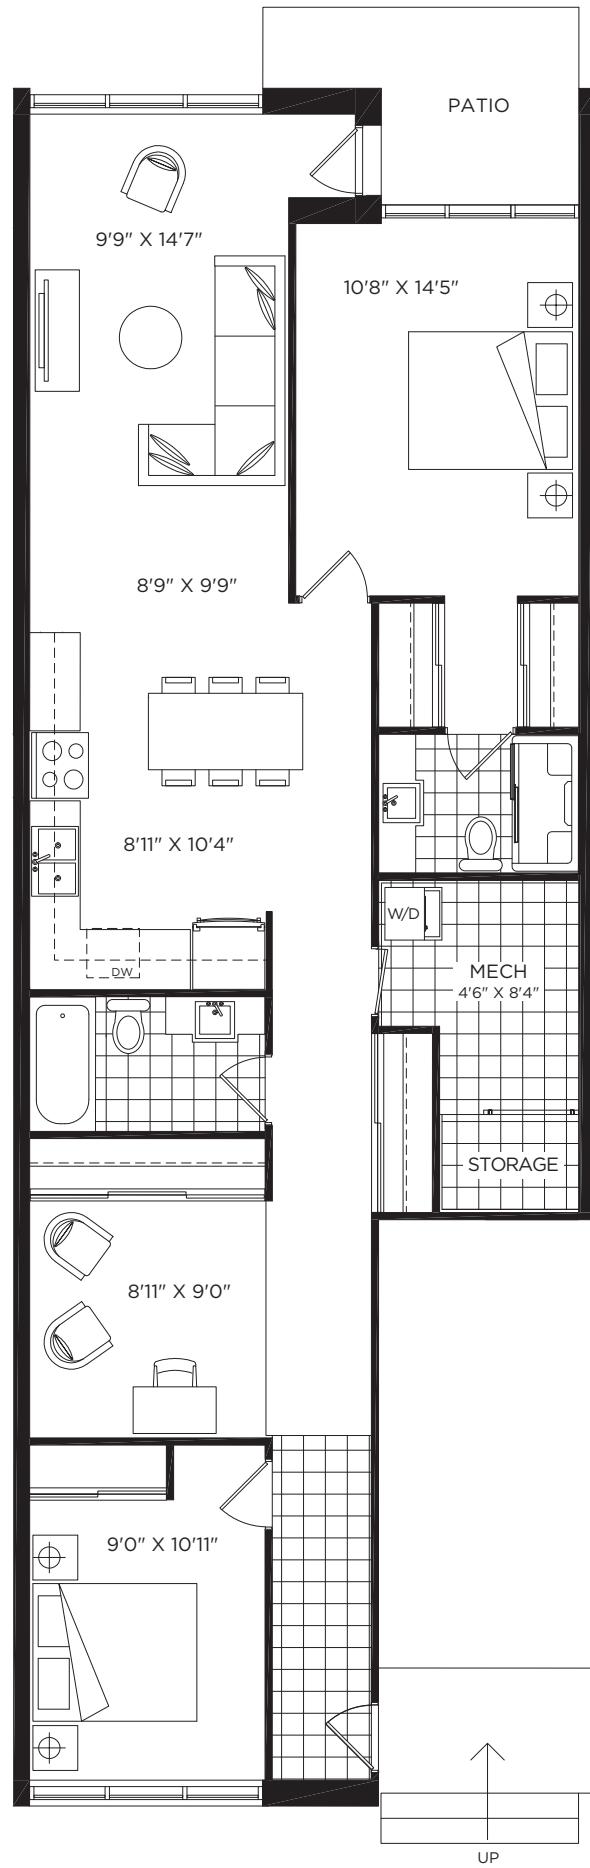 PATIO
9'9" X 14'7"
10'8" X 14'5"
8'9" X 9'9"
8'11" X 10'4"
W/D
DW
MECH
4'6" X 8'4"
STORAGE
8'11" X 9'0"
9'0" X 10'11"
UP